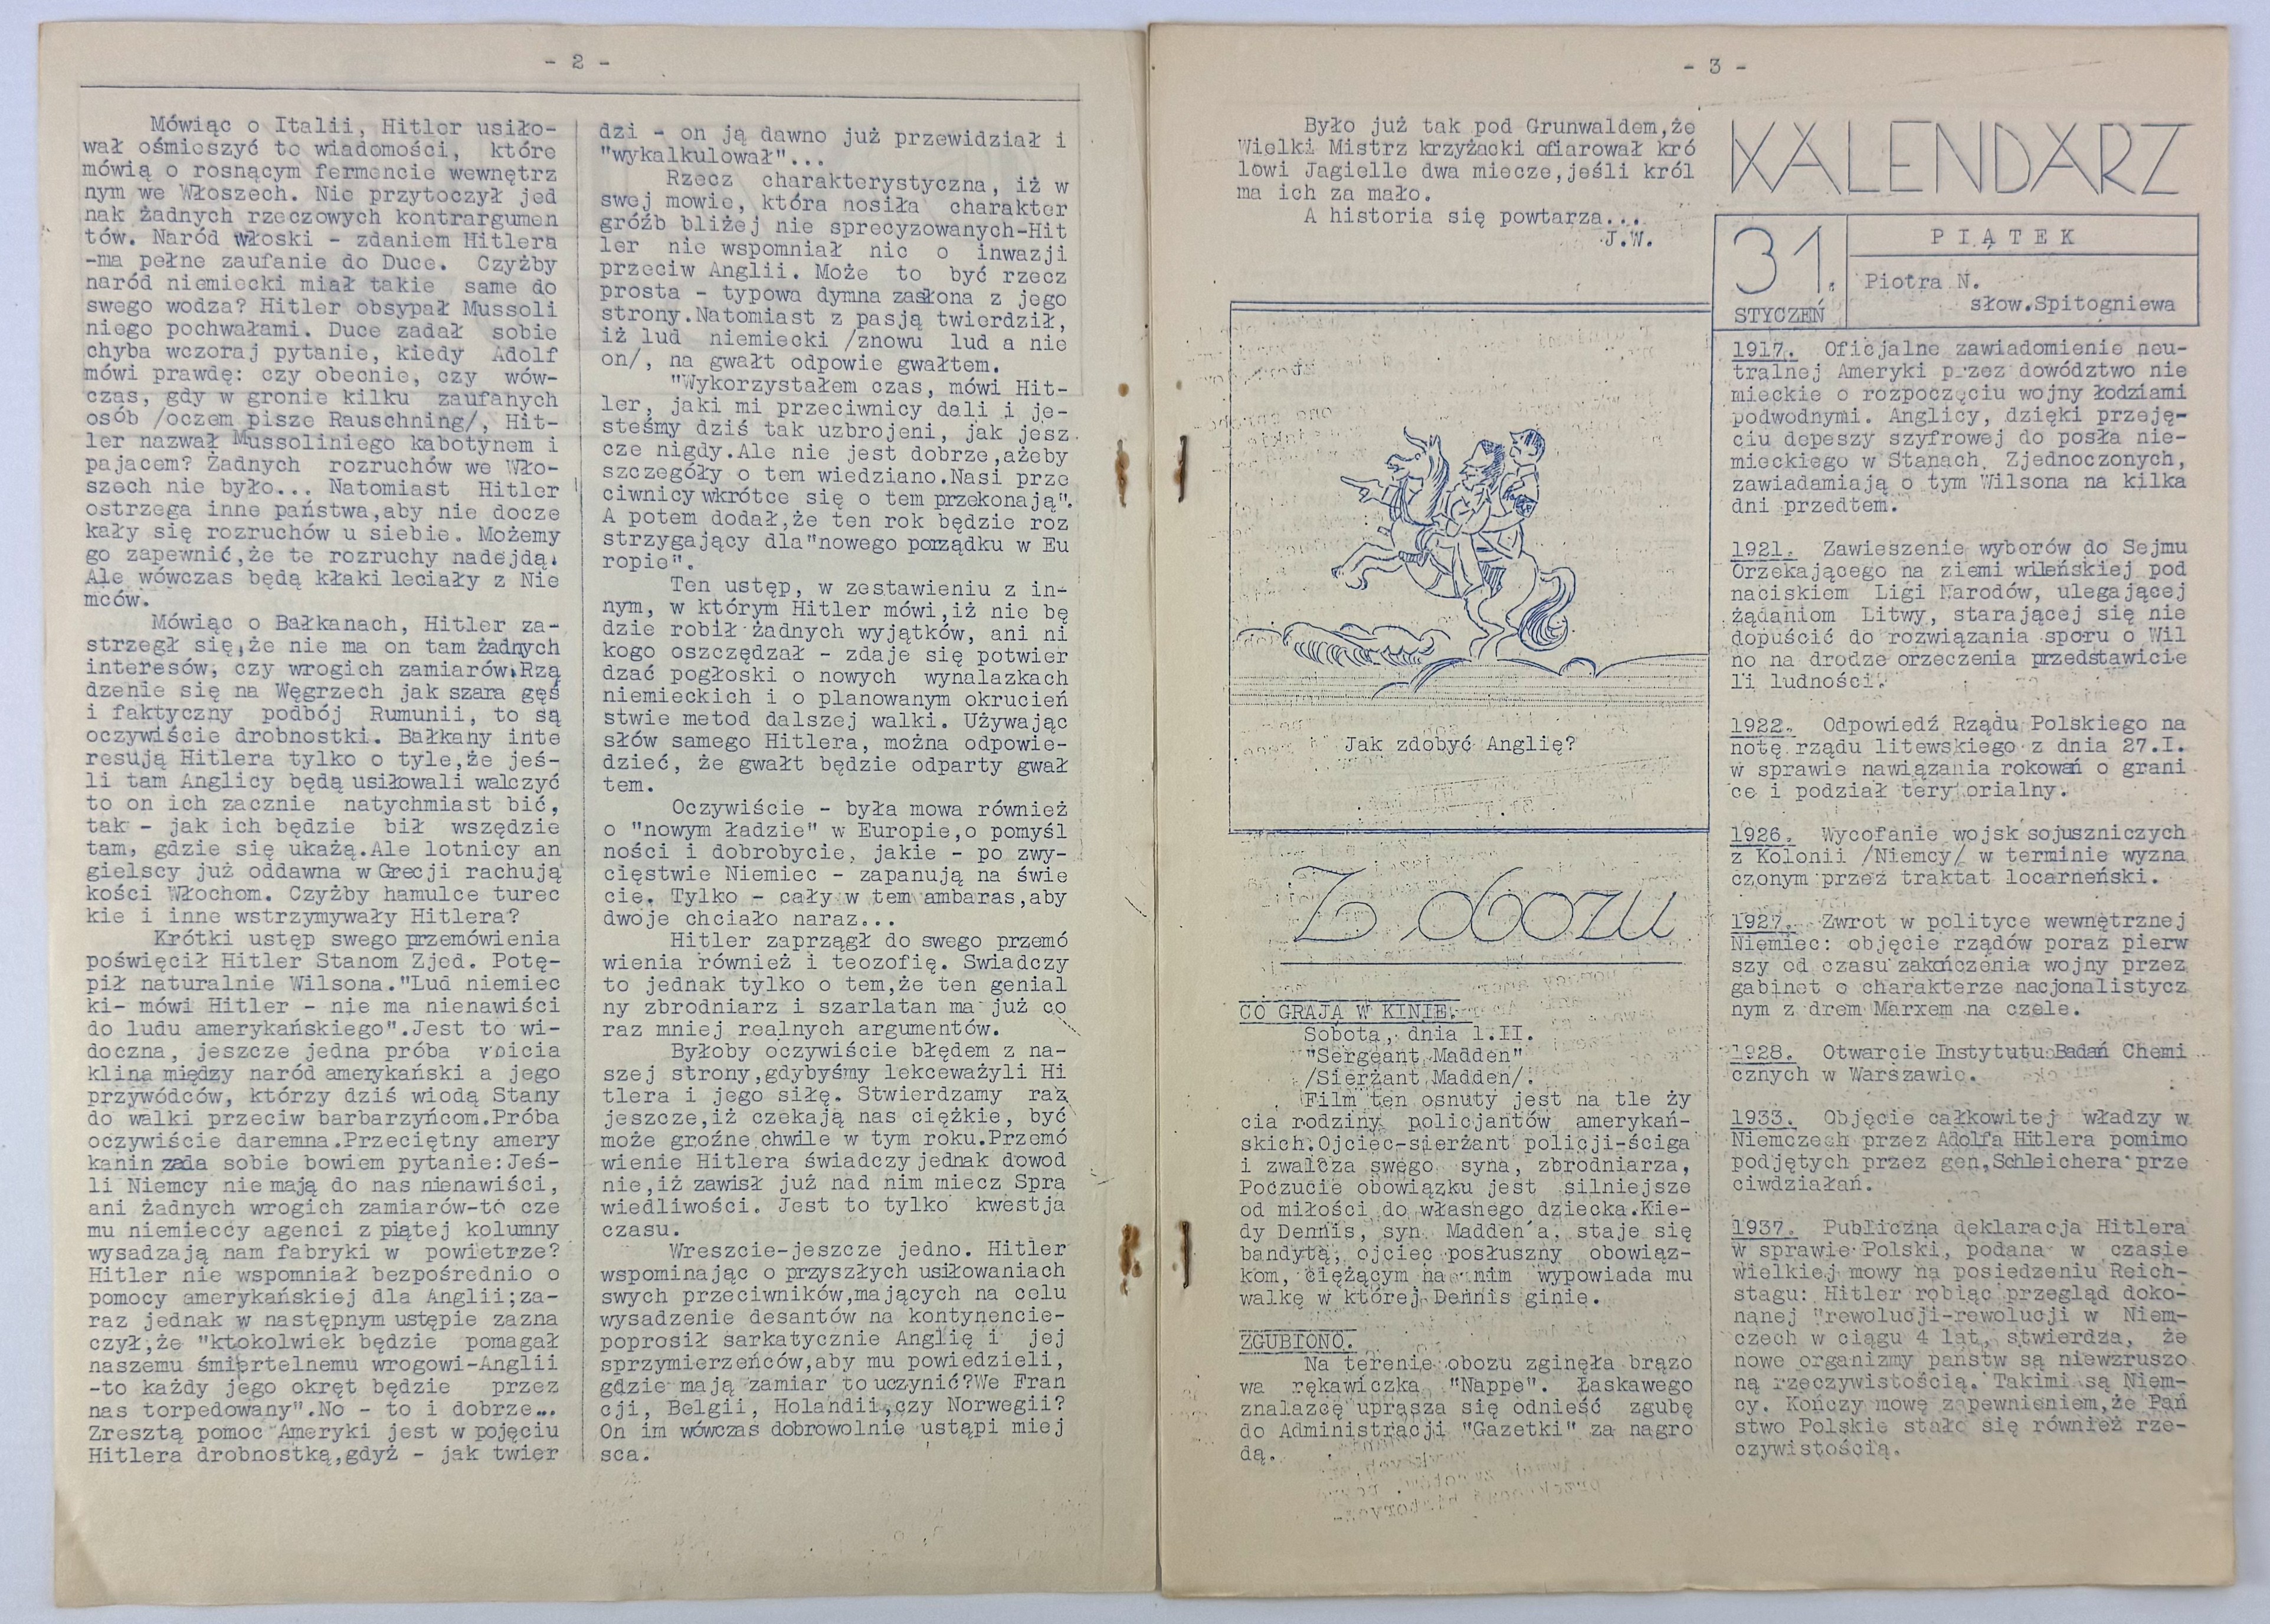 - 2 -
Mówiąc o Italii, Hitler usiło-
wał ośmieszyć te wiadomości, które
mówią o rosnącym fermencie wewnętrz
nym we Włoszech. Nie przytoczył jed
nak żadnych rzeczowych kontrargumen
tów. Naród włoski - zdaniem Hitlera
-ma pełne zaufanie do Duce. Czyżby
naród niemiecki miał takie same do
swego wodza? Hitler obsypał Mussoli
niego pochwałami. Duce zadał sobie
chyba wczoraj pytanie, kiedy Adolf
mówi prawdę: czy obecnie, czy wów-
czas, gdy w gronie kilku zaufanych
osób /oczem pisze Rauschning/, Hit-
ler nazwał Mussoliniego kabotynem i
pajacem? Żadnych rozruchów we Wło-
szech nie było... Natomiast Hitler
ostrzega inne państwa,aby nie docze
kały się rozruchów u siebie. Możemy
go zapewnić,że te rozruchy nadejdą.
Ale wówczas będą kłaki leciały z Nie
mców.
Mówiąc o Bałkanach, Hitler za-
strzegł się,że nie ma on tam żadnych
interesów, czy wrogich zamiarów.Rzą
dzenie się na Węgrzech jak szara gęś
i faktyczny podbój Rumunii, to są
oczywiście drobnostki. Bałkany inte
resują Hitlera tylko o tyle,że jeś-
li tam Anglicy będą usiłowali walczyć
to on ich zacznie natychmiast bić,
tak - jak ich będzie bił wszędzie
tam, gdzie się ukażą.Ale lotnicy an
gielscy już oddawna w Grecji rachują
kości Włochom. Czyżby hamulce turec
kie i inne wstrzymywały Hitlera?
Krótki ustęp swego przemówienia
poświęcił Hitler Stanom Zjed. Potę-
pił naturalnie Wilsona."Lud niemiec
ki- mówi Hitler - nie ma nienawiści
do ludu amerykańskiego".Jest to wi-
doczna, jeszcze jedna próba vbicia
klina między naród amerykański a jego
przywódców, którzy dziś wiodą Stany
do walki przeciw barbarzyńcom.Próba
oczywiście daremna.Przeciętny amery
kanin zada sobie bowiem pytanie:Jeś-
li Niemcy nie mają do nas nienawiści,
ani żadnych wrogich zamiarów-to cze
mu niemieccy agenci z piątej kolumny
wysadzają nam fabryki w powietrze?
Hitler nie wspomniał bezpośrednio o
pomocy amerykańskiej dla Anglii;za-
raz jednak w następnym ustępie zazna
czył,że "ktokolwiek będzie pomagał
naszemu śmiertelnemu wrogowi-Anglii
-to każdy jego okręt będzie przez
nas torpedowany".No - to i dobrze...
Zresztą pomoc Ameryki jest w pojęciu
Hitlera drobnostką,gdyż - jak twier
dzi - on ją dawno już przewidział i
"wykalkulował"...
Rzecz charakterystyczna, iż w
swej mowie, która nosiła charakter
gróźb bliżej nie sprecyzowanych-Hit
ler nie wspomniał nic o inwazji
przeciw Anglii. Może to być rzecz
prosta - typowa dymna zasłona z jego
strony.Natomiast z pasją twierdził,
iż lud niemiecki /znowu lud a nie
on/, na gwałt odpowie gwałtem.
"Wykorzystałem czas, mówi Hit-
ler, jaki mi przeciwnicy dali i je-
steśmy dziś tak uzbrojeni, jak jesz
cze nigdy.Ale nie jest dobrze,ażeby
szczegóły o tem wiedziano.Nasi prze
ciwnicy wkrótce się o tem przekonają".
A potem dodał,że ten rok będzie roz
strzygający dla"nowego porządku w Eu
ropie".
Ten ustęp, w zestawieniu z in-
nym, w którym Hitler mówi,iż nie bę
dzie robił żadnych wyjątków, ani ni
kogo oszczędzał - zdaje się potwier
dzać pogłoski o nowych wynalazkach
niemieckich i o planowanym okrucień
stwie metod dalszej walki. Używając
słów samego Hitlera, można odpowie-
dzieć, że gwałt będzie odparty gwał
tem.
Oczywiście - była mowa również
o "nowym ładzie" w Europie,o pomyśl
ności i dobrobycie, jakie - po zwy-
cięstwie Niemiec - zapanują na świe
cie. Tylko - cały w tem ambaras,aby
dwoje chciało naraz...
Hitler zaprzągł do swego przemó
wienia również i teozofię. Swiadczy
to jednak tylko o tem,że ten genial
ny zbrodniarz i szarlatan ma już co
raz mniej realnych argumentów.
Byłoby oczywiście błędem z na-
szej strony,gdybyśmy lekceważyli Hi
tlera i jego siłę. Stwierdzamy raz
jeszcze,iż czekają nas ciężkie, być
może groźne chwile w tym roku.Przemó
wienie Hitlera świadczy jednak dowod
nie,iż zawisł już nad nim miecz Spra
wiedliwości. Jest to tylko kwestja
czasu.
Wreszcie-jeszcze jedno. Hitler
wspominając o przyszłych usiłowaniach
swych przeciwników,mających na celu
wysadzenie desantów na kontynencie-
poprosił sarkatycznie Anglię i jej
sprzymierzeńców,aby mu powiedzieli,
gdzie mają zamiar to uczynić?We Fran
cji, Belgii, Holandii,czy Norwegii?
On im wówczas dobrowolnie ustąpi miej
sca.
- 3 -
Było już tak pod Grunwaldem,że
Wielki Mistrz krzyżacki ofiarował kró
lowi Jagielle dwa miecze,jeśli król
ma ich za mało.
A historia się powtarza...
J.W.
Jak zdobyć Anglię?
Z obozu
CO GRAJĄ W KINIE.
Sobota, dnia 1.II.
"Sergeant Madden"
/Sierżant Madden/.
Film ten osnuty jest na tle ży
cia rodziny policjantów amerykań-
skich.Ojciec-sierżant policji-ściga
i zwalcza swego syna, zbrodniarza,
Poczucie obowiązku jest silniejsze
od miłości do własnego dziecka.Kie-
dy Dennis, syn Madden'a, staje się
bandytą, ojciec posłuszny obowiąz-
kom, ciężącym na nim wypowiada mu
walkę w której Dennis ginie.
ZGUBIONO.
Na terenie obozu zginęła brązo
wa rękawiczka "Nappe". Łaskawego
znalazcę uprasza się odnieść zgubę
do Administracji "Gazetki" za nagro
dą.
KALENDARZ
31.
STYCZEŃ
PIĄTEK
Piotra N.
słow.Spitogniewa
1917. Oficjalne zawiadomienie neu-
tralnej Ameryki przez dowództwo nie
mieckie o rozpoczęciu wojny łodziami
podwodnymi. Anglicy, dzięki przeję-
ciu depeszy szyfrowej do posła nie-
mieckiego w Stanach Zjednoczonych,
zawiadamiają o tym Wilsona na kilka
dni przedtem.
1921. Zawieszenie wyborów do Sejmu
Orzekającego na ziemi wileńskiej pod
naciskiem Ligi Narodów, ulegającej
żądaniom Litwy, starającej się nie
dopuścić do rozwiązania sporu o Wil
no na drodze orzeczenia przedstawicie
li ludności.
1922. Odpowiedź Rządu Polskiego na
notę rządu litewskiego z dnia 27.I.
w sprawie nawiązania rokowań o grani
ce i podział terytorialny.
1926. Wycofanie wojsk sojuszniczych
z Kolonii /Niemcy/ w terminie wyzna
czonym przez traktat locarneński.
1927. Zwrot w polityce wewnętrznej
Niemiec: objęcie rządów poraz pierw
szy od czasu zakończenia wojny przez
gabinet o charakterze nacjonalistycz
nym z drem Marxem na czele.
1928. Otwarcie Instytutu Badań Chemi
cznych w Warszawie.
1933. Objęcie całkowitej władzy w
Niemczech przez Adolfa Hitlera pomimo
podjętych przez gen,Schleichera prze
ciwdziałań.
1937. Publiczna deklaracja Hitlera
w sprawie Polski, podana w czasie
wielkiej mowy na posiedzeniu Reich-
stagu: Hitler robiąc przegląd doko-
nanej "rewolucji-rewolucji w Niem-
czech w ciągu 4 lat, stwierdza, że
nowe organizmy państw są niewzruszo
ną rzeczywistością. Takimi są Niem-
cy. Kończy mowę zapewnieniem,że Pań
stwo Polskie stało się również rze-
czywistością.